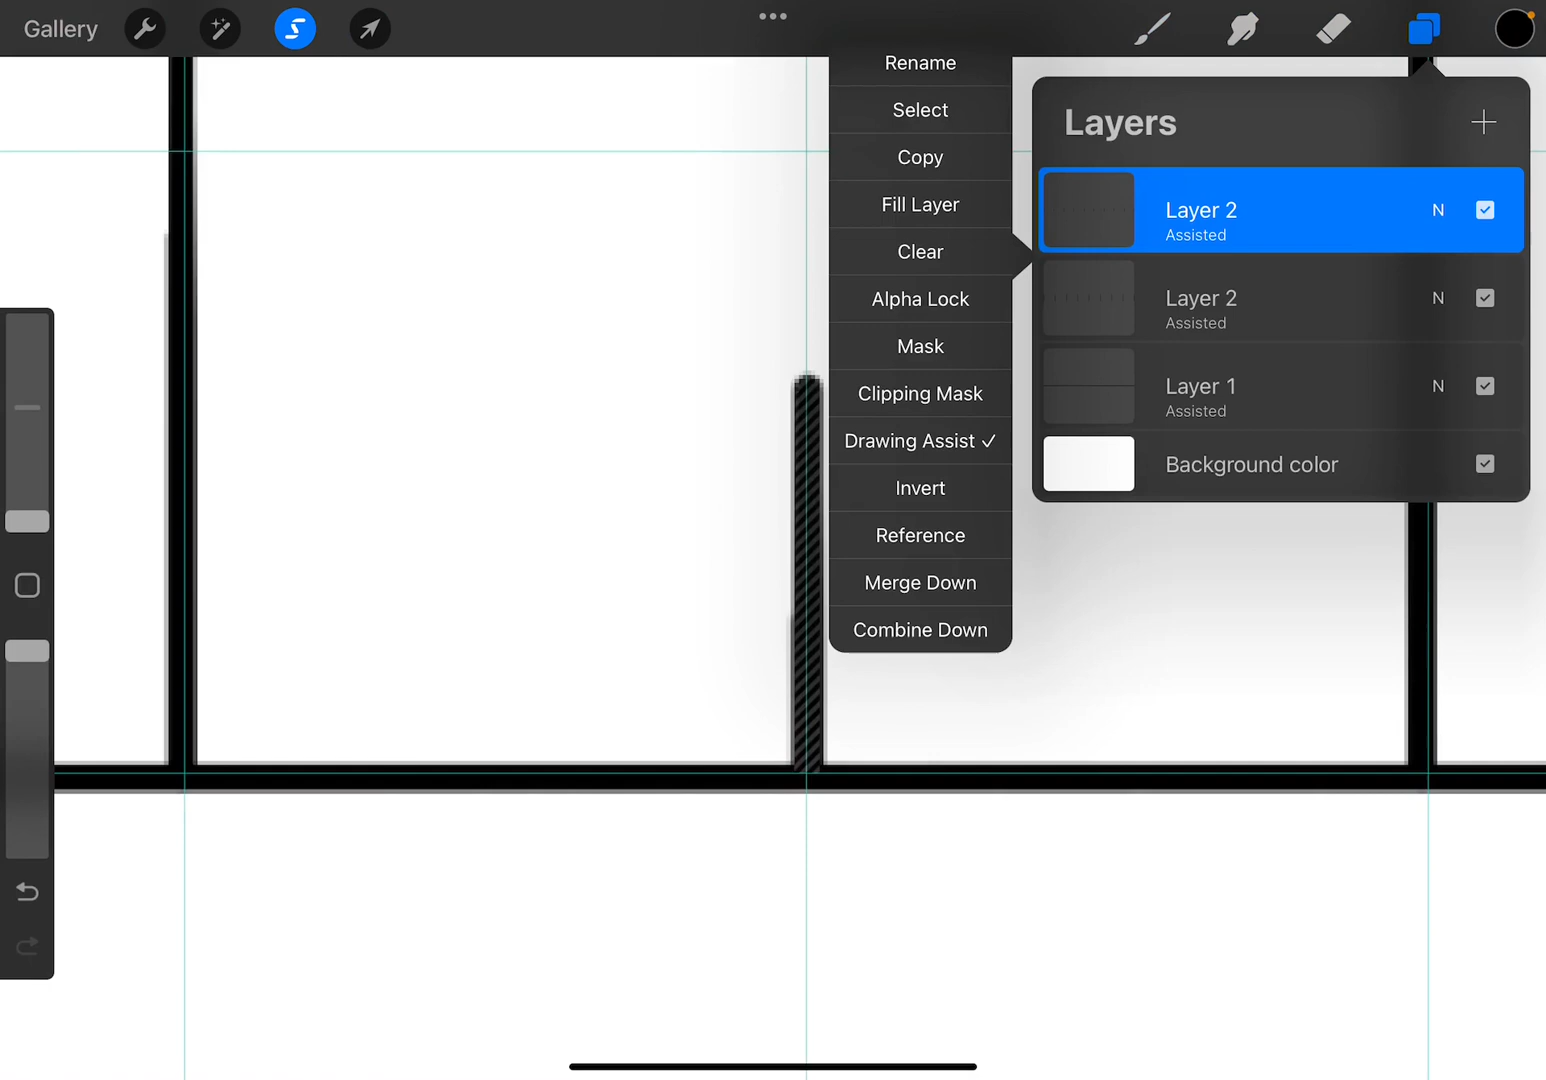 Gallery
Rename
Select
Copy
Fill Layer
Clear
Alpha Lock
Mask
Clipping Mask
Drawing Assist ✓
Invert
Reference
Merge Down
Combine Down
Layers
Layer 2 N
Assisted
Layer 2 N
Assisted
Layer 1 N
Assisted
Background color